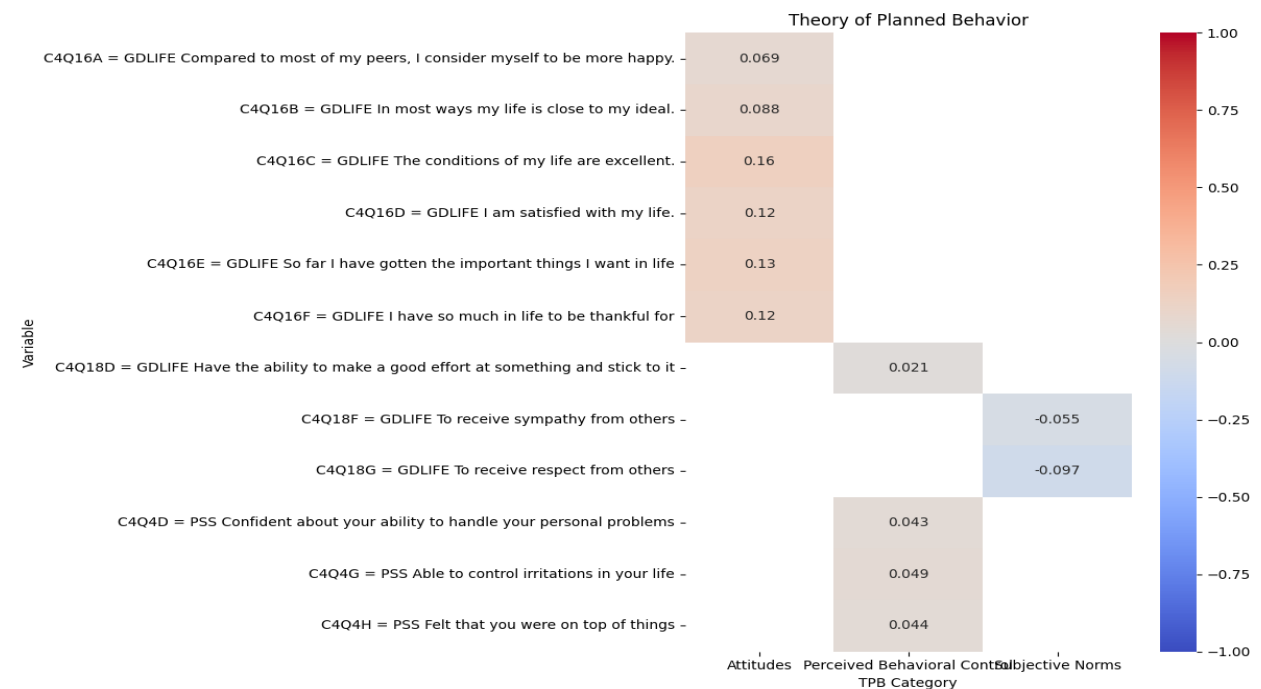 Theory of Planned Behavior
C4Q16A = GDLIFE Compared to most of my peers, I consider myself to be more happy.
0.069
C4Q16B = GDLIFE In most ways my life is close to my ideal.
0.088
C4Q16C = GDLIFE The conditions of my life are excellent.
0.16
C4Q16D = GDLIFE I am satisfied with my life.
0.12
C4Q16E = GDLIFE So far I have gotten the important things I want in life
0.13
C4Q16F = GDLIFE I have so much in life to be thankful for
0.12
C4Q18D = GDLIFE Have the ability to make a good effort at something and stick to it
0.021
C4Q18F = GDLIFE To receive sympathy from others
-0.055
C4Q18G = GDLIFE To receive respect from others
-0.097
C4Q4D = PSS Confident about your ability to handle your personal problems
0.043
C4Q4G = PSS Able to control irritations in your life
0.049
C4Q4H = PSS Felt that you were on top of things
0.044
Variable
Attitudes
Perceived Behavioral Control
Subjective Norms
TPB Category
1.00
0.75
0.50
0.25
0.00
−0.25
−0.50
−0.75
−1.00